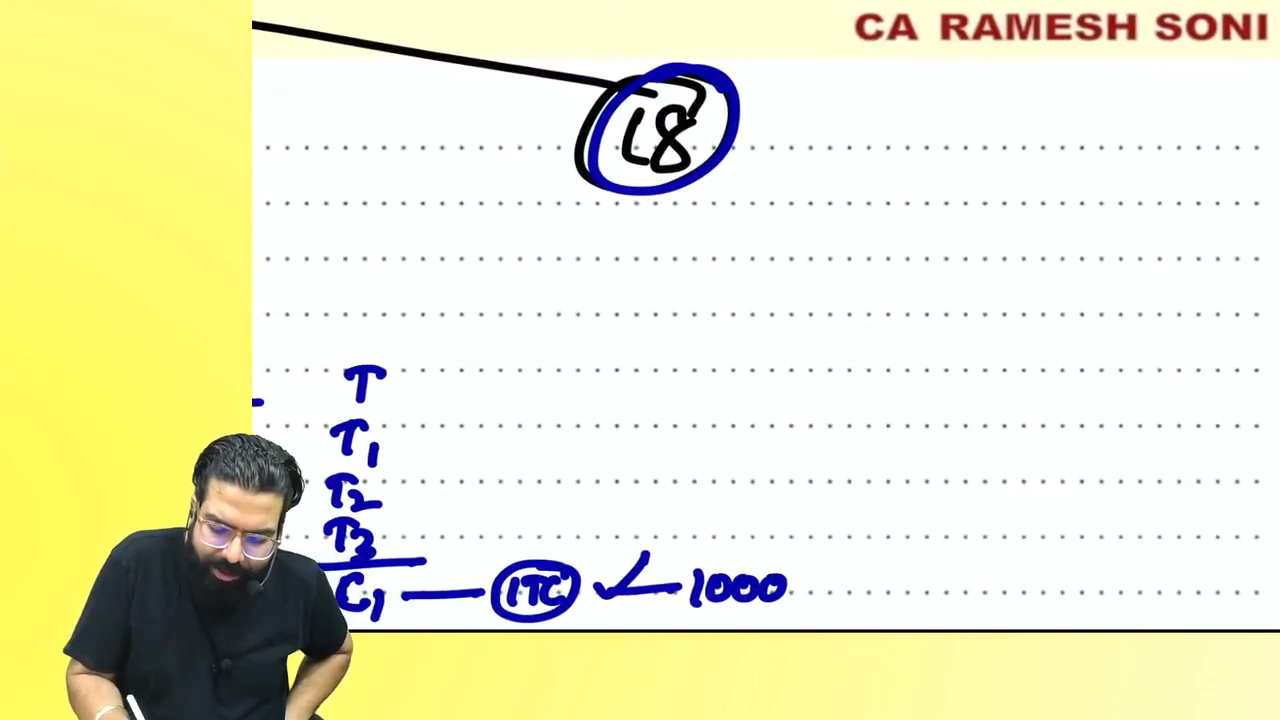 CA RAMESH SONI
18
T
T1
T2
T3
C1 — ITC ✓ — 1000